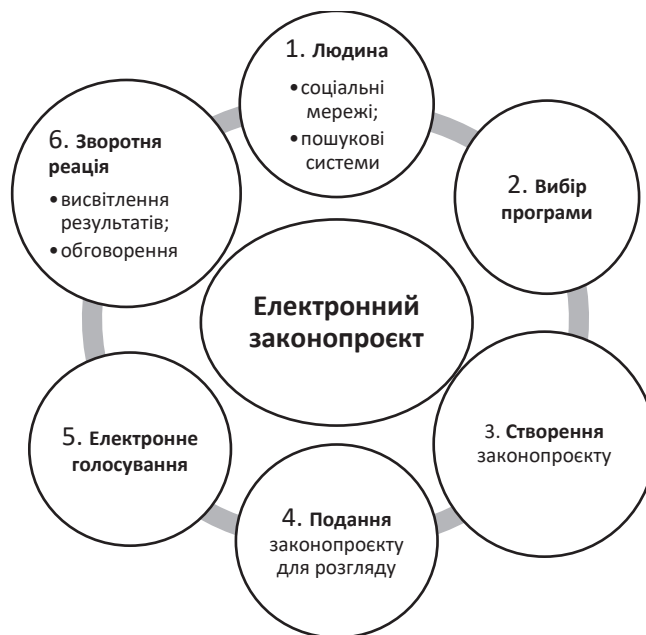 1. Людина
•соціальні
мережі;
•пошукові
системи
2. Вибір
програми
3. Створення
законопроєкту
4. Подання
законопроєкту
для розгляду
5. Електронне
голосування
6. Зворотня
реація
•висвітлення
результатів;
•обговорення
Електронний
законопроєкт